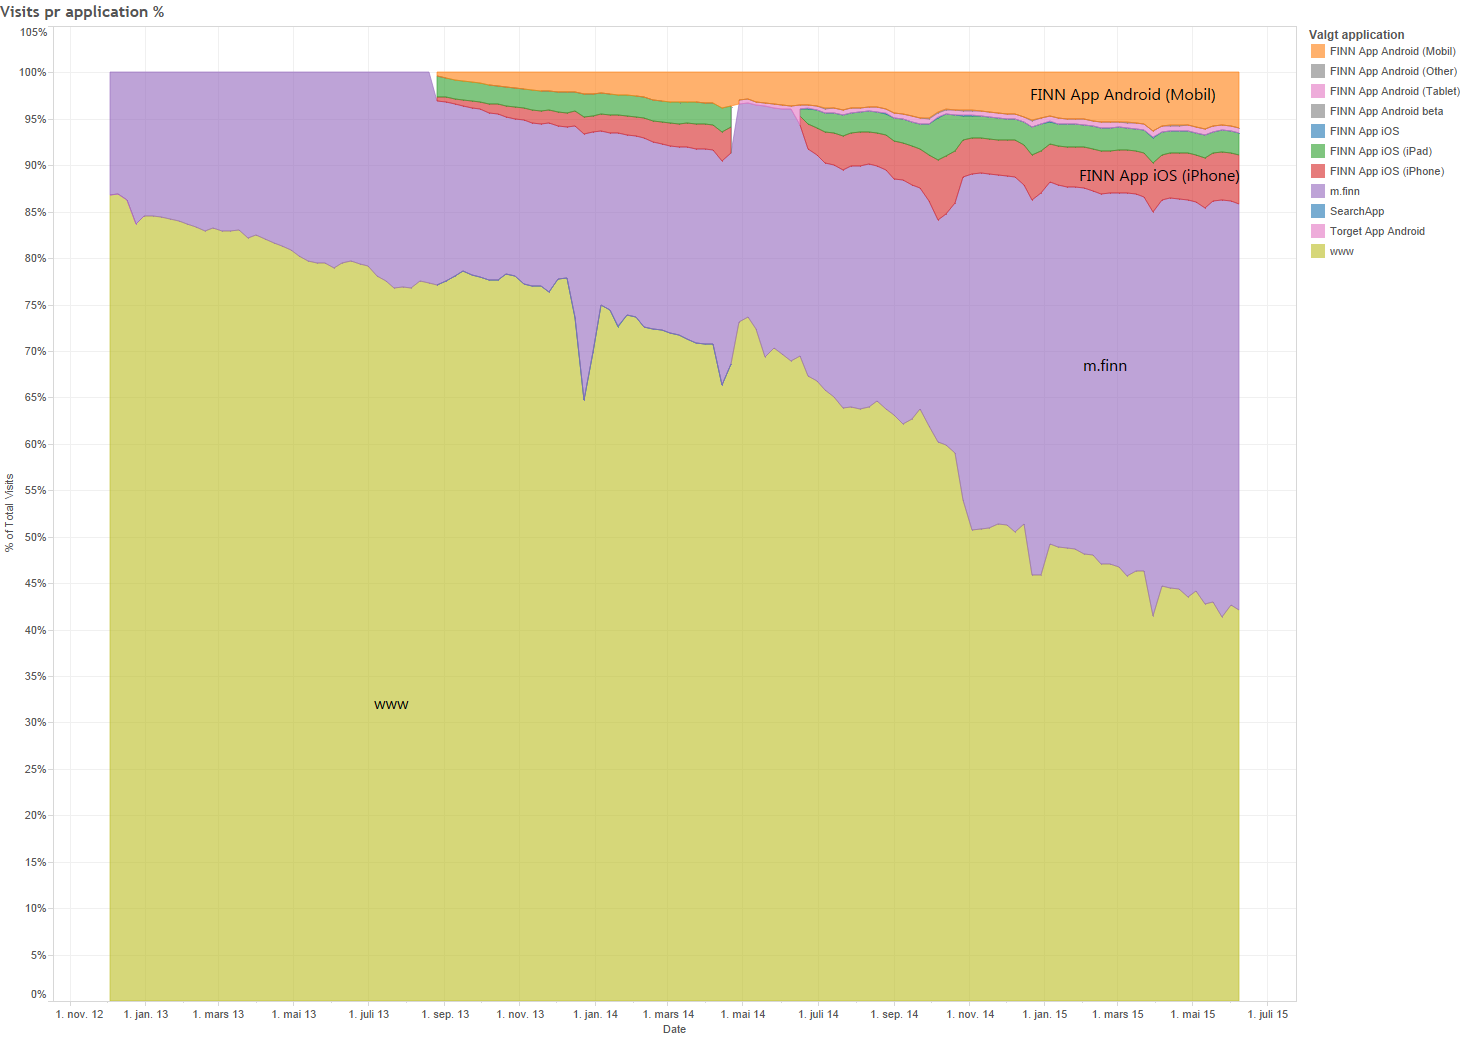 Visits pr application %
105%
100%
95%
90%
85%
80%
75%
70%
65%
60%
55%
50%
45%
40%
35%
30%
25%
20%
15%
10%
5%
0%
% of Total Visits
FINN App Android (Mobil)
FINN App iOS (iPhone)
m.finn
www
1. nov. 12
1. jan. 13
1. mars 13
1. mai 13
1. juli 13
1. sep. 13
1. nov. 13
1. jan. 14
1. mars 14
1. mai 14
1. juli 14
1. sep. 14
1. nov. 14
1. jan. 15
1. mars 15
1. mai 15
1. juli 15
Date
Valgt application
FINN App Android (Mobil)
FINN App Android (Other)
FINN App Android (Tablet)
FINN App Android beta
FINN App iOS
FINN App iOS (iPad)
FINN App iOS (iPhone)
m.finn
SearchApp
Torget App Android
www